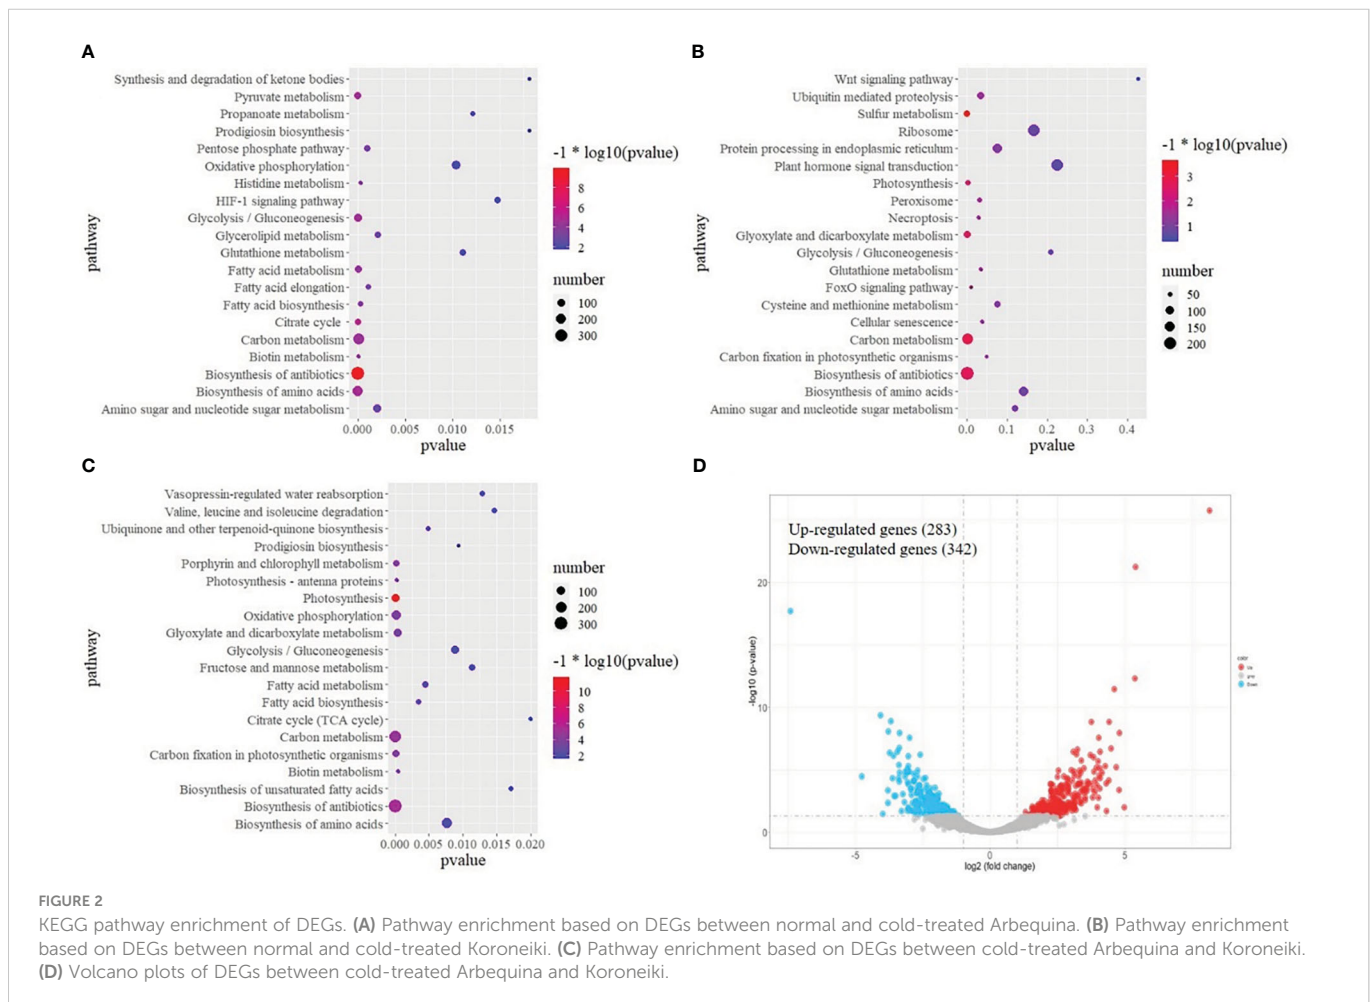 A
Synthesis and degradation of ketone bodies
Pyruvate metabolism
Propanoate metabolism
Prodigiosin biosynthesis
Pentose phosphate pathway
Oxidative phosphorylation
Histidine metabolism
HIF-1 signaling pathway
Glycolysis / Gluconeogenesis
Glycerolipid metabolism
Glutathione metabolism
Fatty acid metabolism
Fatty acid elongation
Fatty acid biosynthesis
Citrate cycle
Carbon metabolism
Biotin metabolism
Biosynthesis of antibiotics
Biosynthesis of amino acids
Amino sugar and nucleotide sugar metabolism
pathway
0.000 0.005 0.010 0.015
pvalue
-1 * log10(pvalue)
8
6
4
2
number
100
200
300
B
Wnt signaling pathway
Ubiquitin mediated proteolysis
Sulfur metabolism
Ribosome
Protein processing in endoplasmic reticulum
Plant hormone signal transduction
Photosynthesis
Peroxisome
Necroptosis
Glyoxylate and dicarboxylate metabolism
Glycolysis / Gluconeogenesis
Glutathione metabolism
FoxO signaling pathway
Cysteine and methionine metabolism
Cellular senescence
Carbon metabolism
Carbon fixation in photosynthetic organisms
Biosynthesis of antibiotics
Biosynthesis of amino acids
Amino sugar and nucleotide sugar metabolism
pathway
0.0 0.1 0.2 0.3 0.4
pvalue
-1 * log10(pvalue)
3
2
1
number
50
100
150
200
C
Vasopressin-regulated water reabsorption
Valine, leucine and isoleucine degradation
Ubiquinone and other terpenoid-quinone biosynthesis
Prodigiosin biosynthesis
Porphyrin and chlorophyll metabolism
Photosynthesis - antenna proteins
Photosynthesis
Oxidative phosphorylation
Glyoxylate and dicarboxylate metabolism
Glycolysis / Gluconeogenesis
Fructose and mannose metabolism
Fatty acid metabolism
Fatty acid biosynthesis
Citrate cycle (TCA cycle)
Carbon metabolism
Carbon fixation in photosynthetic organisms
Biotin metabolism
Biosynthesis of unsaturated fatty acids
Biosynthesis of antibiotics
Biosynthesis of amino acids
pathway
0.000 0.005 0.010 0.015 0.020
pvalue
number
100
200
300
-1 * log10(pvalue)
10
8
6
4
2
D
Up-regulated genes (283)
Down-regulated genes (342)
-log10 (p-value)
20
10
0
-5 0 5
log2 (fold change)
Up
Down
FIGURE 2
KEGG pathway enrichment of DEGs. (A) Pathway enrichment based on DEGs between normal and cold-treated Arbequina. (B) Pathway enrichment
based on DEGs between normal and cold-treated Koroneiki. (C) Pathway enrichment based on DEGs between cold-treated Arbequina and Koroneiki.
(D) Volcano plots of DEGs between cold-treated Arbequina and Koroneiki.